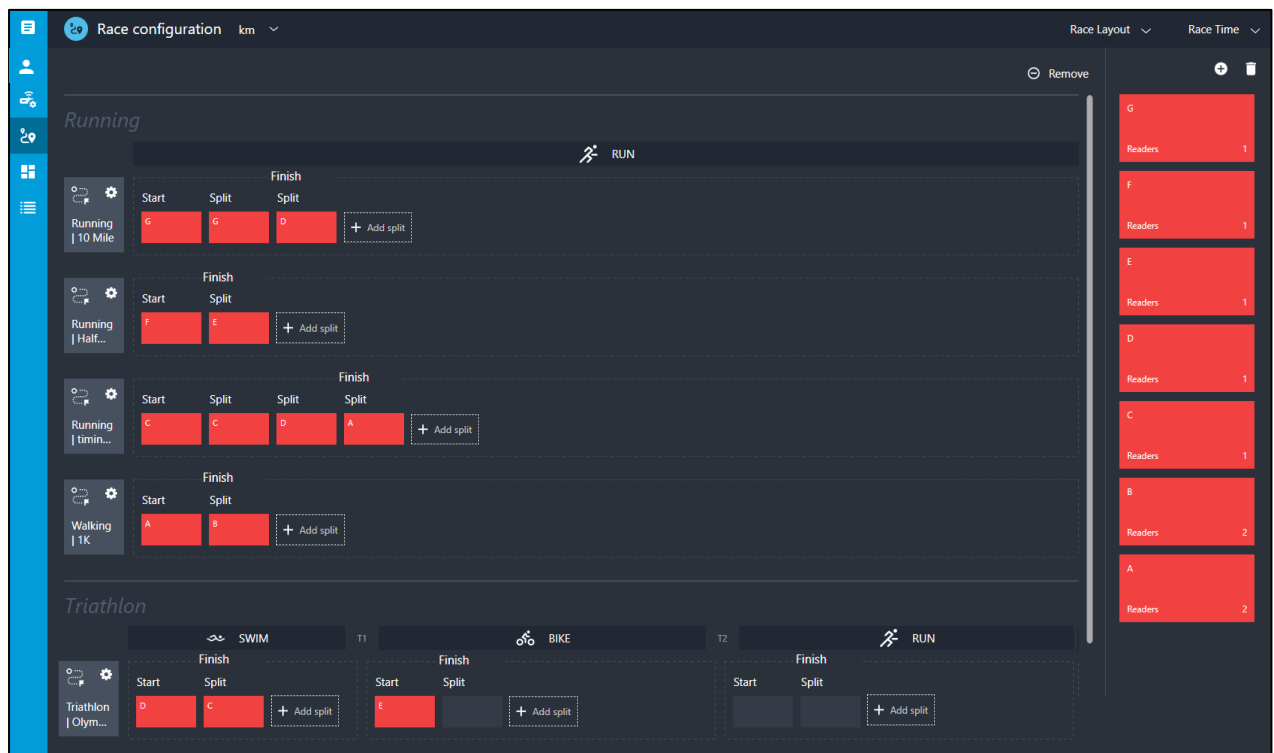 Race configuration km
Race Layout Race Time
Remove
Running
RUN
Finish
Start Split Split
Running | 10 Mile
G G D + Add split
Finish
Start Split
Running | Half...
F E + Add split
Finish
Start Split Split Split
Running | timin...
C C D A + Add split
Finish
Start Split
Walking | 1K
A B + Add split
Triathlon
SWIM T1 BIKE T2 RUN
Finish Finish Finish
Start Split Start Split Start Split
Triathlon | Olym...
D C + Add split E + Add split + Add split
G
Readers 1
F
Readers 1
E
Readers 1
D
Readers 1
C
Readers 1
B
Readers 2
A
Readers 2